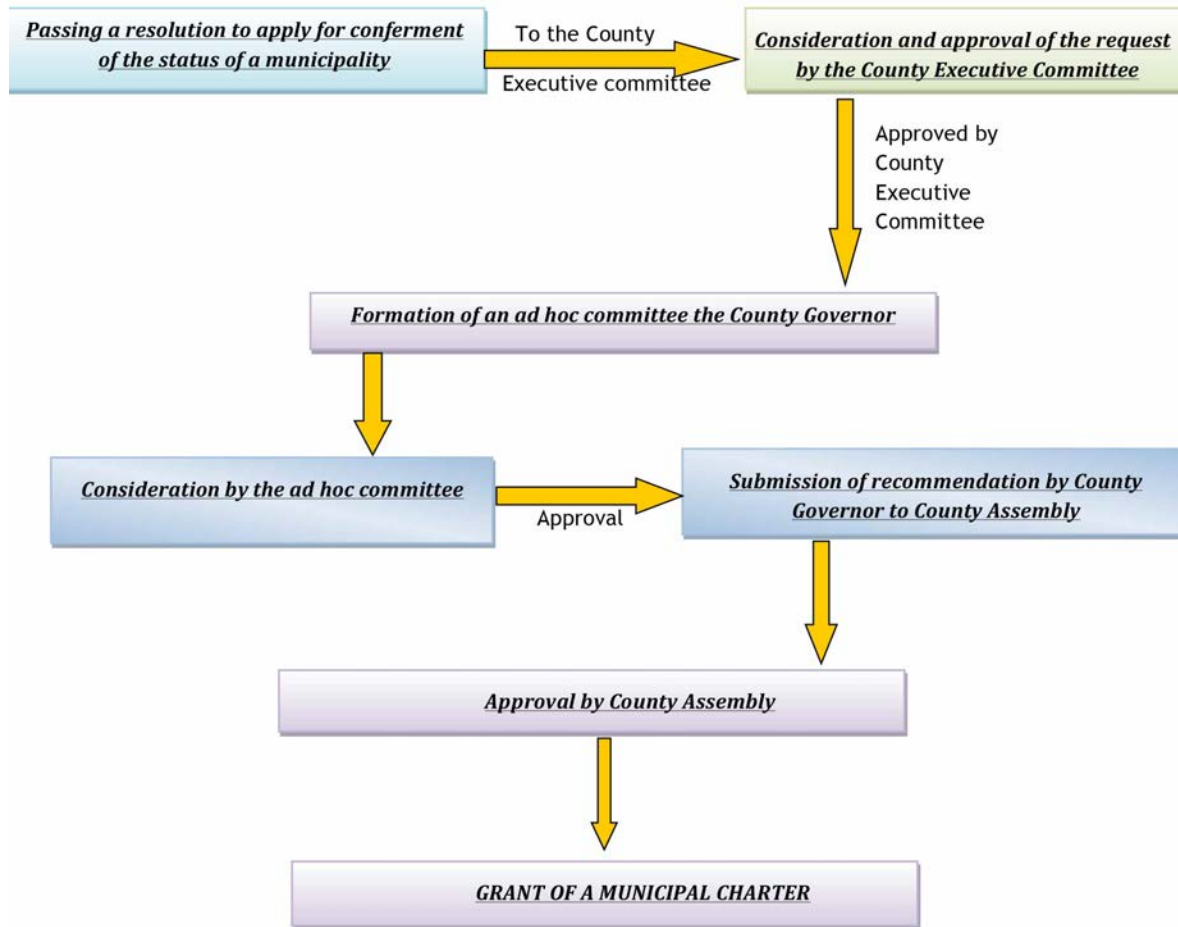 Passing a resolution to apply for conferment
of the status of a municipality
To the County
Executive committee
Consideration and approval of the request
by the County Executive Committee
Approved by
County
Executive
Committee
Formation of an ad hoc committee the County Governor
Consideration by the ad hoc committee
Approval
Submission of recommendation by County
Governor to County Assembly
Approval by County Assembly
GRANT OF A MUNICIPAL CHARTER